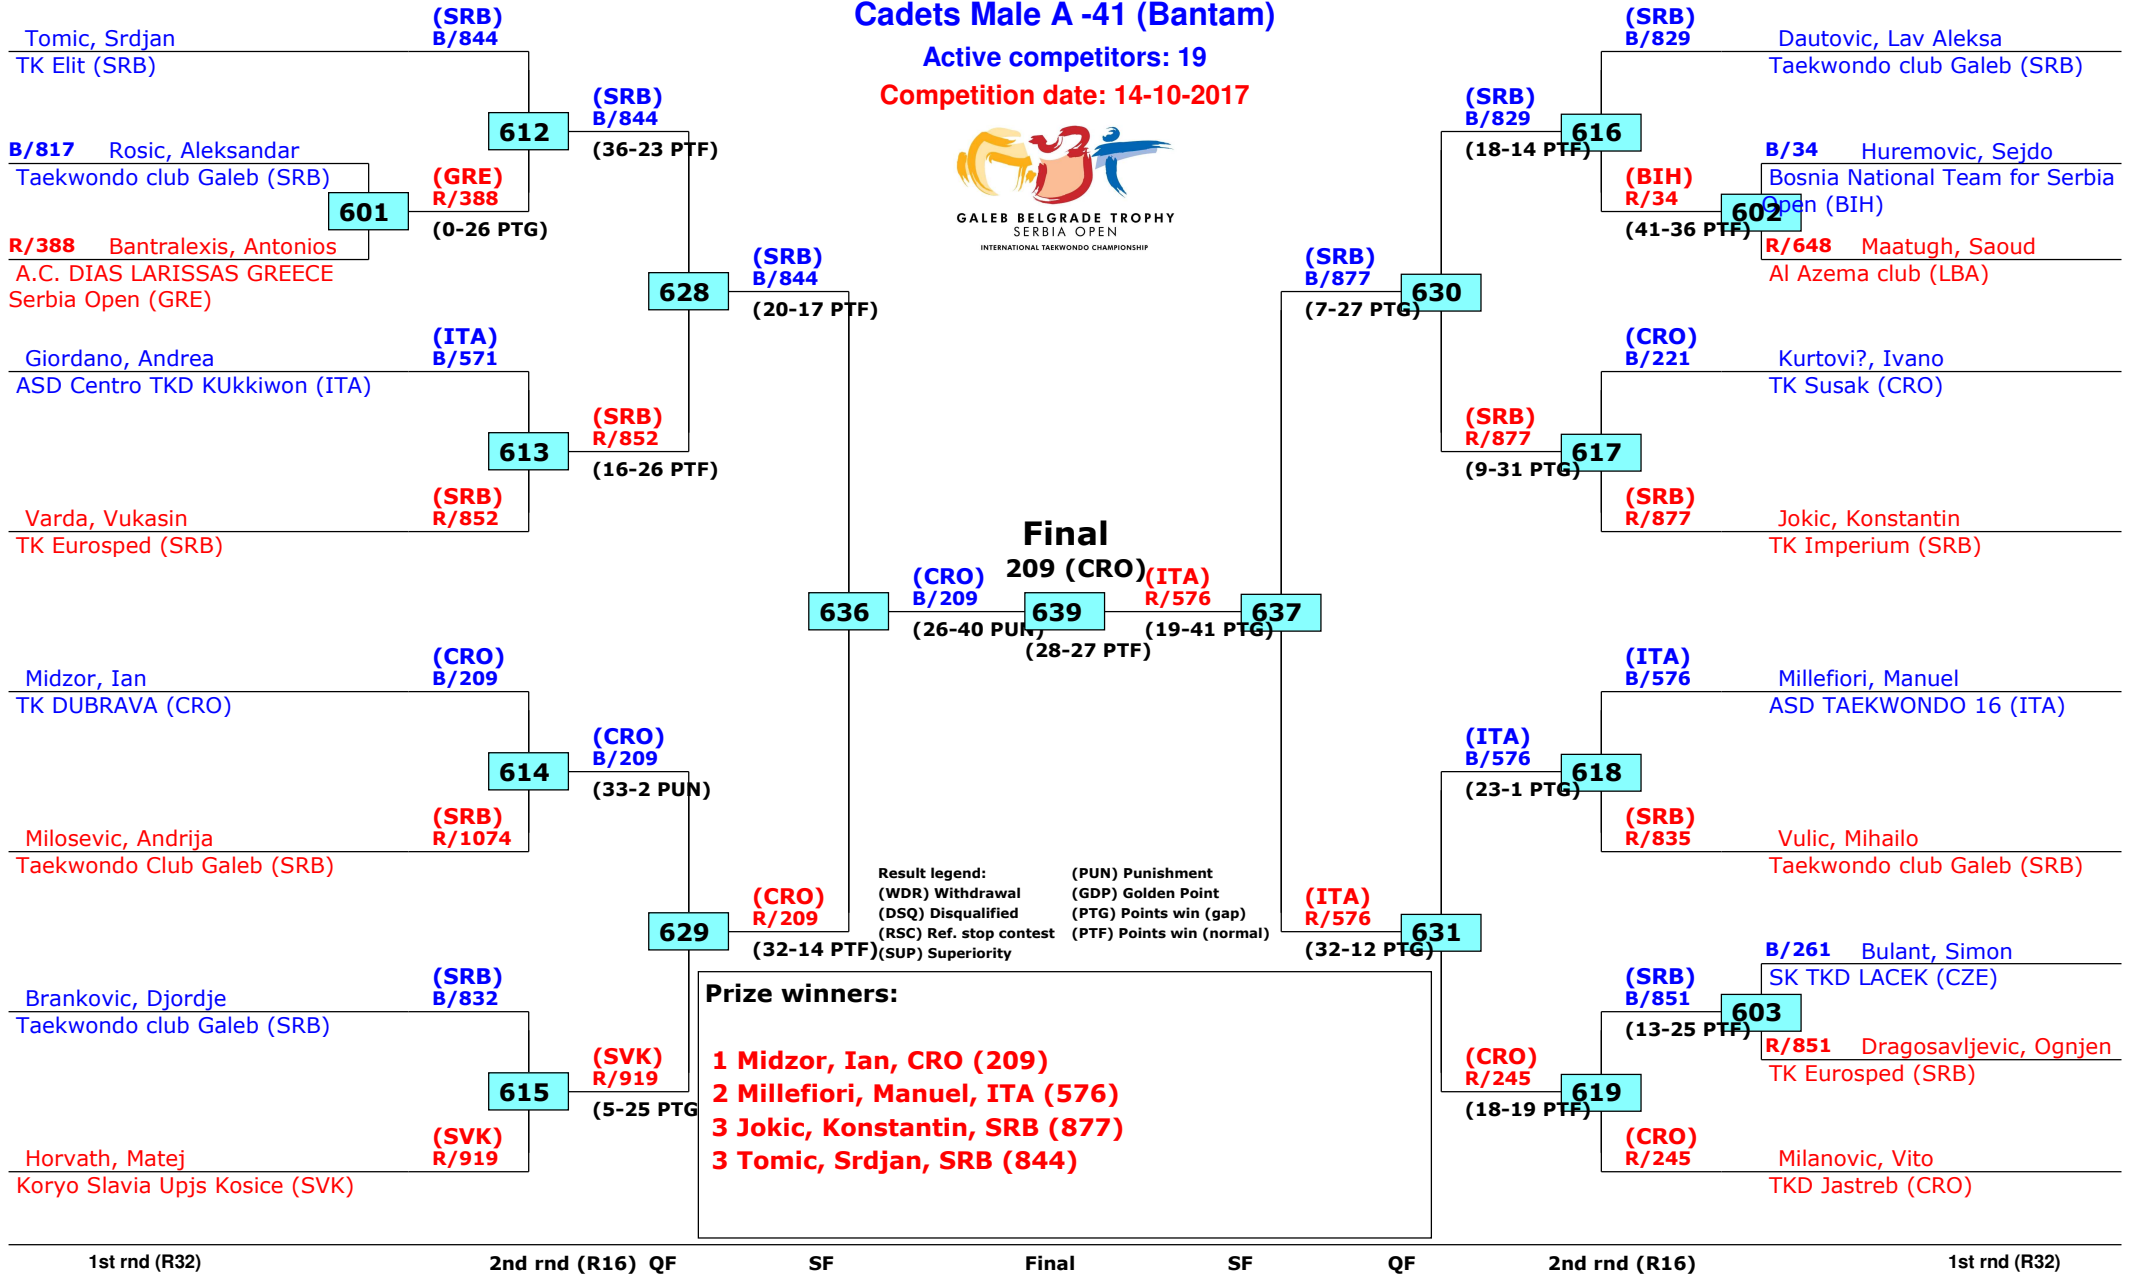 Cadets Male A -41 (Bantam)
Active competitors: 19
Competition date: 14-10-2017
GALEB BELGRADE TROPHY
SERBIA OPEN
INTERNATIONAL TAEKWONDO CHAMPIONSHIP
Tomic, Srdjan
TK Elit (SRB)
(SRB)
B/844
B/817 Rosic, Aleksandar
Taekwondo club Galeb (SRB)
601
R/388 Bantralexis, Antonios
A.C. DIAS LARISSAS GREECE
Serbia Open (GRE)
(GRE)
R/388
(0-26 PTG)
612
(SRB)
B/844
(36-23 PTF)
Giordano, Andrea
ASD Centro TKD KUkkiwon (ITA)
(ITA)
B/571
613
Varda, Vukasin
TK Eurosped (SRB)
(SRB)
R/852
(SRB)
R/852
(16-26 PTF)
628
(SRB)
B/844
(20-17 PTF)
Midzor, Ian
TK DUBRAVA (CRO)
(CRO)
B/209
614
Milosevic, Andrija
Taekwondo Club Galeb (SRB)
(SRB)
R/1074
(CRO)
B/209
(33-2 PUN)
Brankovic, Djordje
Taekwondo club Galeb (SRB)
(SRB)
B/832
615
Horvath, Matej
Koryo Slavia Upjs Kosice (SVK)
(SVK)
R/919
(SVK)
R/919
(5-25 PTG
629
(CRO)
R/209
(32-14 PTF)
636
(CRO)
B/209
(26-40 PUN)
Final
209 (CRO)
639
(28-27 PTF)
(ITA)
R/576
(19-41 PTG)
637
(SRB)
B/877
(7-27 PTG)
630
(SRB)
B/829
(18-14 PTF)
616
(SRB)
B/829
Dautovic, Lav Aleksa
Taekwondo club Galeb (SRB)
(BIH)
R/34
(41-36 PTF)
602
B/34 Huremovic, Sejdo
Bosnia National Team for Serbia
Open (BIH)
R/648 Maatugh, Saoud
Al Azema club (LBA)
(SRB)
R/877
(9-31 PTG)
617
(CRO)
B/221
Kurtovi?, Ivano
TK Susak (CRO)
(SRB)
R/877
Jokic, Konstantin
TK Imperium (SRB)
(ITA)
R/576
(32-12 PTG)
631
(ITA)
B/576
(23-1 PTG)
618
(ITA)
B/576
Millefiori, Manuel
ASD TAEKWONDO 16 (ITA)
(SRB)
R/835
Vulic, Mihailo
Taekwondo club Galeb (SRB)
(CRO)
R/245
(18-19 PTF)
619
(SRB)
B/851
(13-25 PTF)
603
B/261 Bulant, Simon
SK TKD LACEK (CZE)
R/851 Dragosavljevic, Ognjen
TK Eurosped (SRB)
(CRO)
R/245
Milanovic, Vito
TKD Jastreb (CRO)
Result legend: (PUN) Punishment
(WDR) Withdrawal (GDP) Golden Point
(DSQ) Disqualified (PTG) Points win (gap)
(RSC) Ref. stop contest (PTF) Points win (normal)
(SUP) Superiority
Prize winners:
1 Midzor, Ian, CRO (209)
2 Millefiori, Manuel, ITA (576)
3 Jokic, Konstantin, SRB (877)
3 Tomic, Srdjan, SRB (844)
1st rnd (R32) 2nd rnd (R16) QF SF Final SF QF 2nd rnd (R16) 1st rnd (R32)